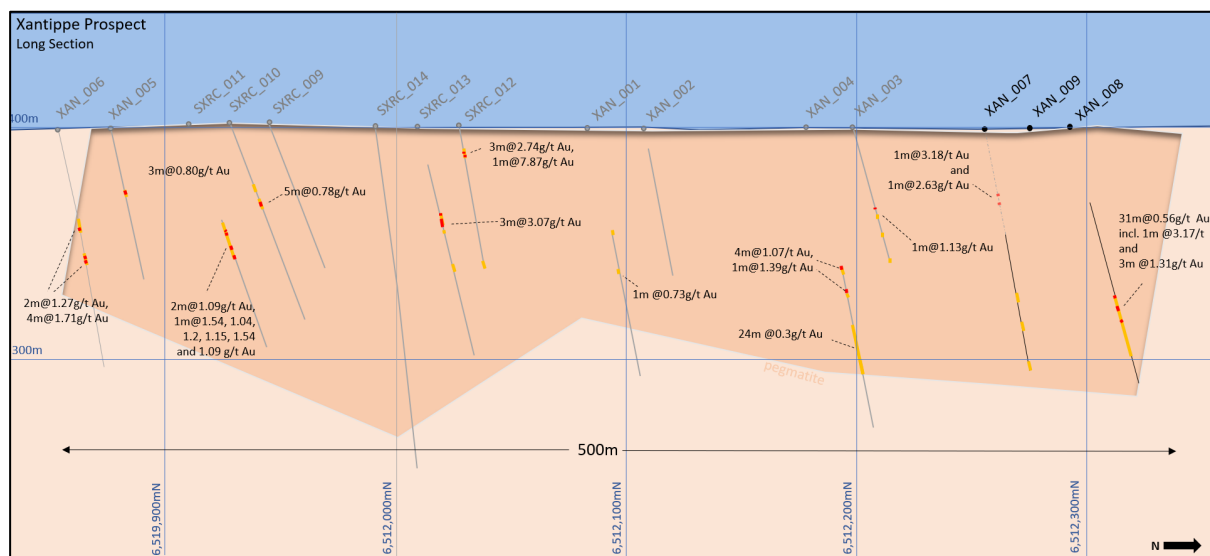 Xantippe Prospect
Long Section
XAN_006
XAN_005
SXRC_011
SXRC_010
SXRC_009
SXRC_014
SXRC_013
SXRC_012
XAN_001
XAN_002
XAN_004
XAN_003
XAN_007
XAN_009
XAN_008
400m
3m@0.80g/t Au
5m@0.78g/t Au
3m@2.74g/t Au,
1m@7.87g/t Au
3m@3.07g/t Au
1m@3.18/t Au
and
1m@2.63g/t Au
31m@0.56g/t Au
incl. 1m @3.17/t
and
3m @1.31g/t Au
1m@1.13g/t Au
4m@1.07/t Au,
1m@1.39g/t Au
1m @0.73g/t Au
2m@1.27g/t Au,
4m@1.71g/t Au
2m@1.09g/t Au,
1m@1.54, 1.04,
1.2, 1.15, 1.54
and 1.09 g/t Au
24m @0.3g/t Au
300m
pegmatite
500m
6,519,900mN
6,512,000mN
6,512,100mN
6,512,200mN
6,512,300mN
N